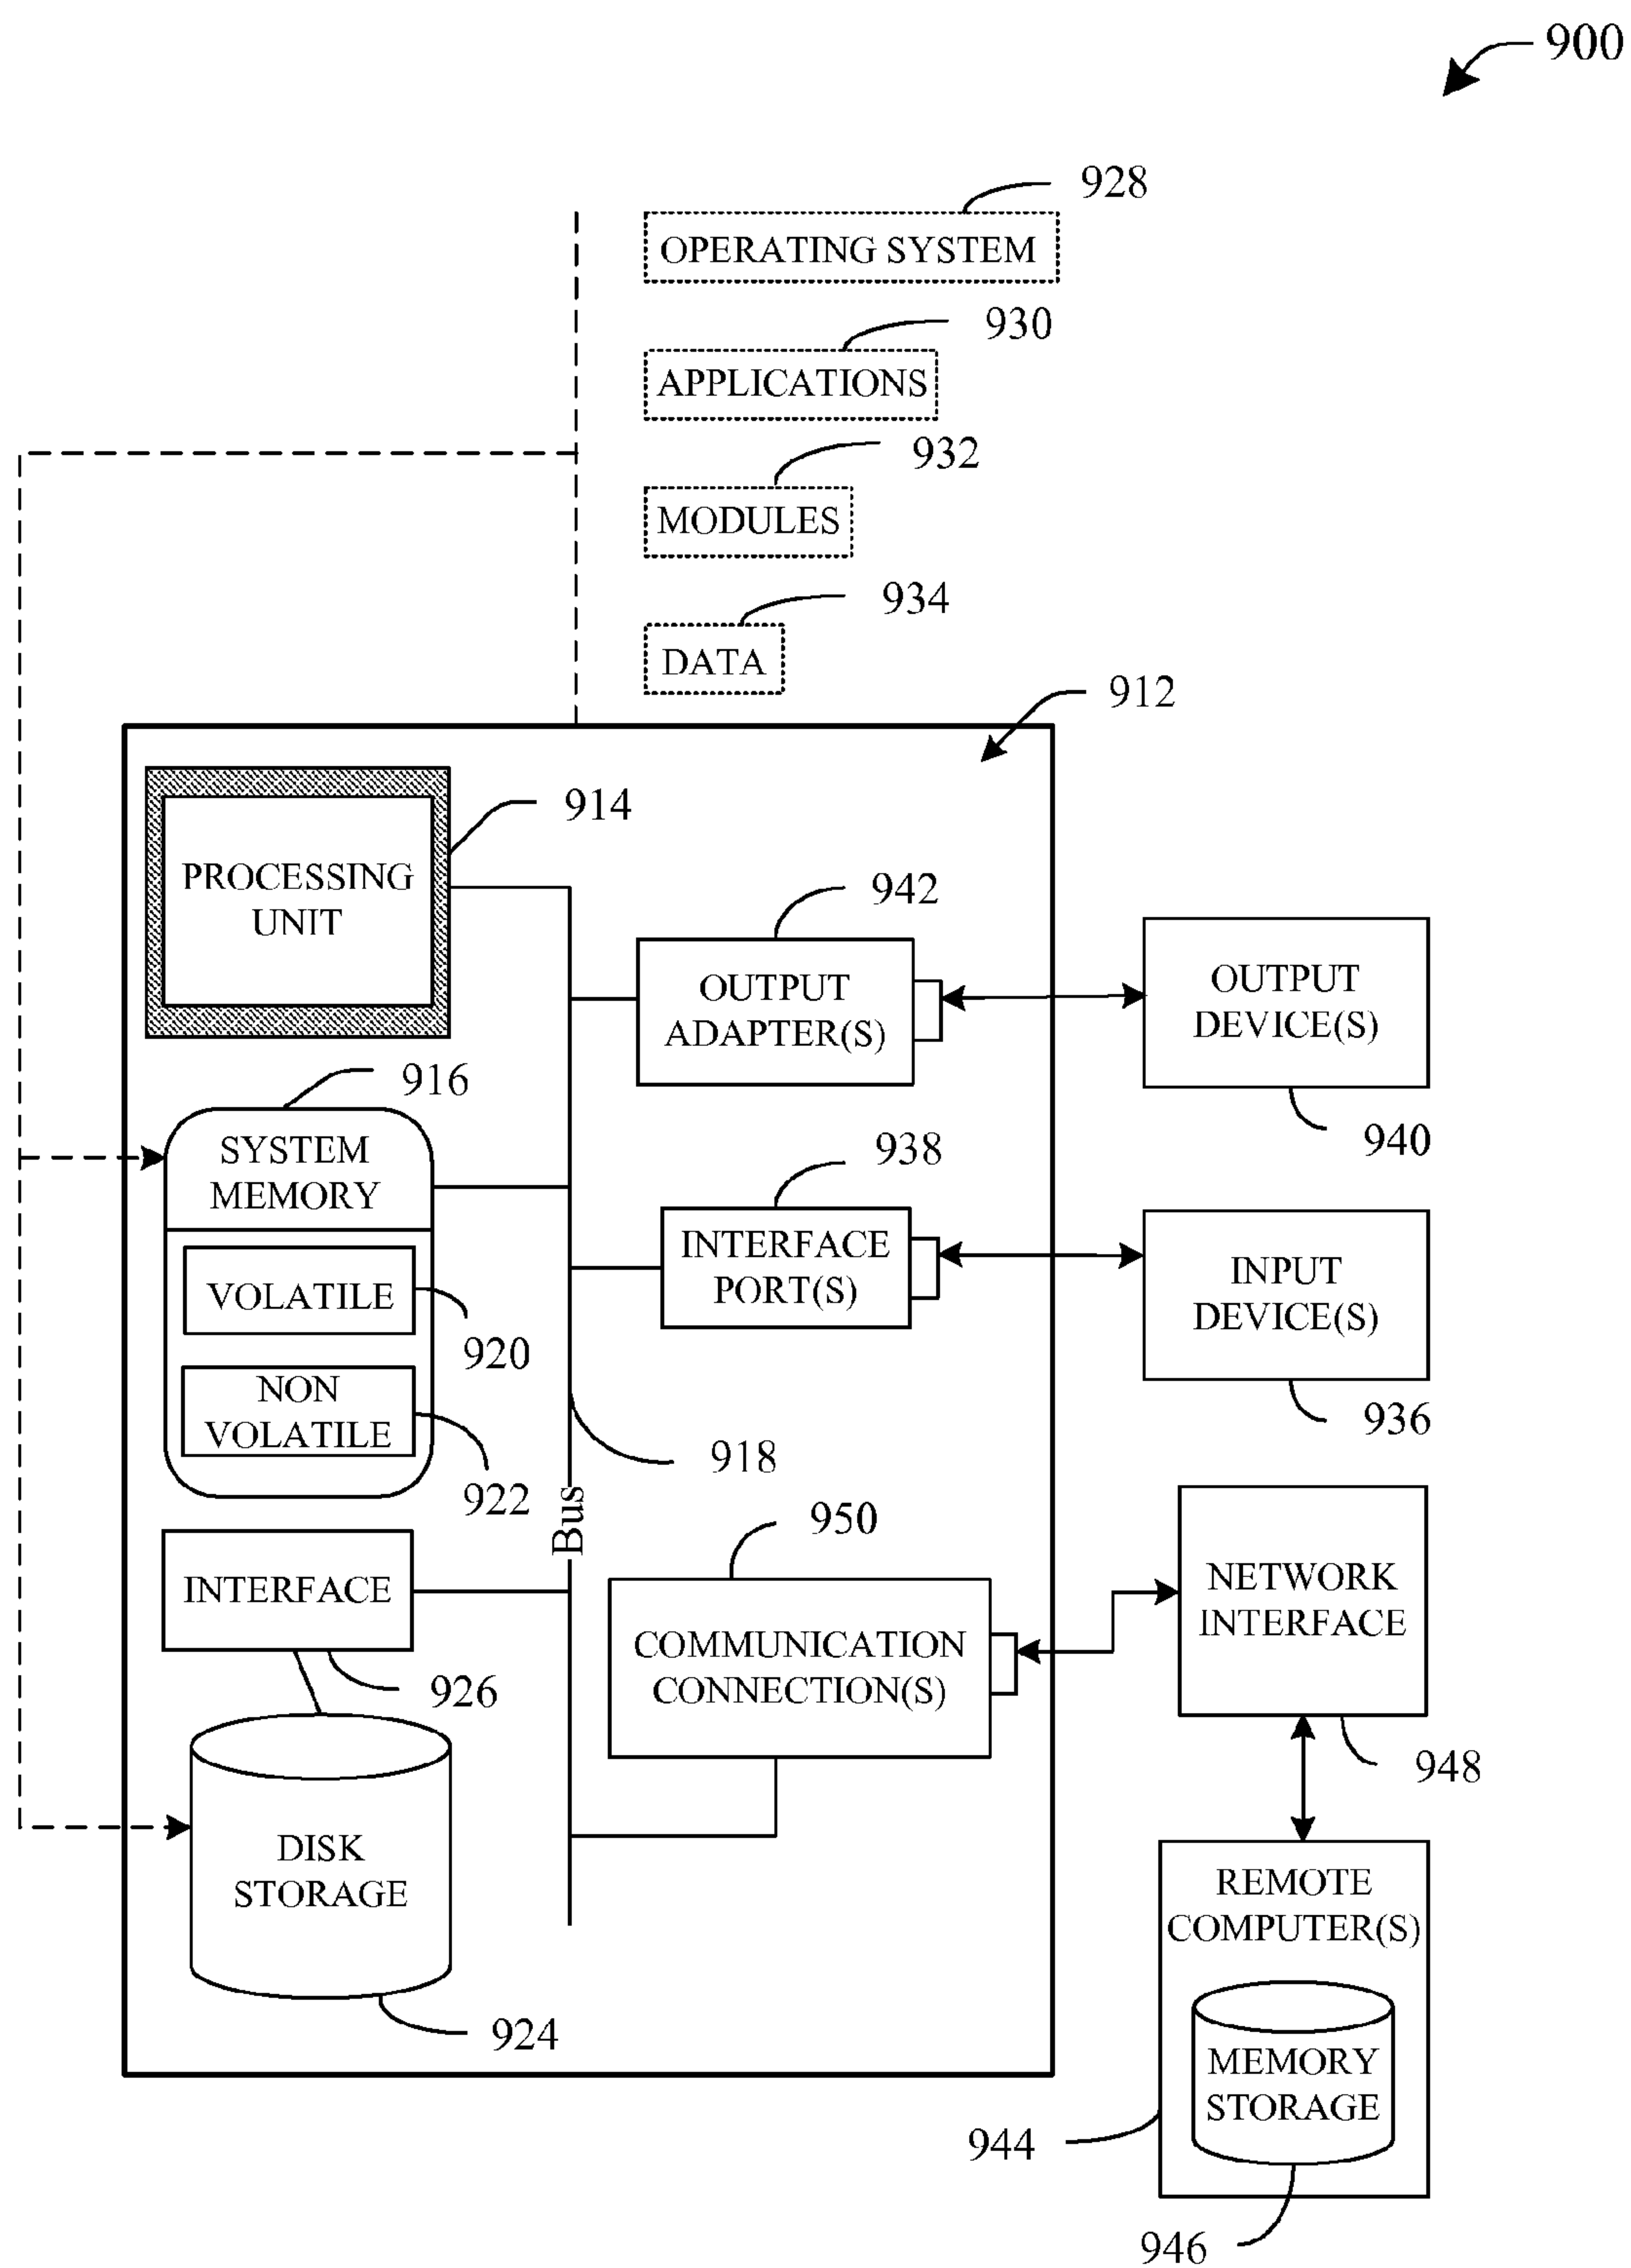 900
928
OPERATING SYSTEM
930
APPLICATIONS
932
MODULES
934
DATA
912
914
PROCESSING
UNIT
942
OUTPUT
ADAPTER(S)
OUTPUT
DEVICE(S)
940
916
SYSTEM
MEMORY
938
INTERFACE
PORT(S)
INPUT
DEVICE(S)
936
VOLATILE
920
NON
VOLATILE
922
918
Bus
950
INTERFACE
926
COMMUNICATION
CONNECTION(S)
NETWORK
INTERFACE
948
DISK
STORAGE
924
REMOTE
COMPUTER(S)
MEMORY
STORAGE
944
946